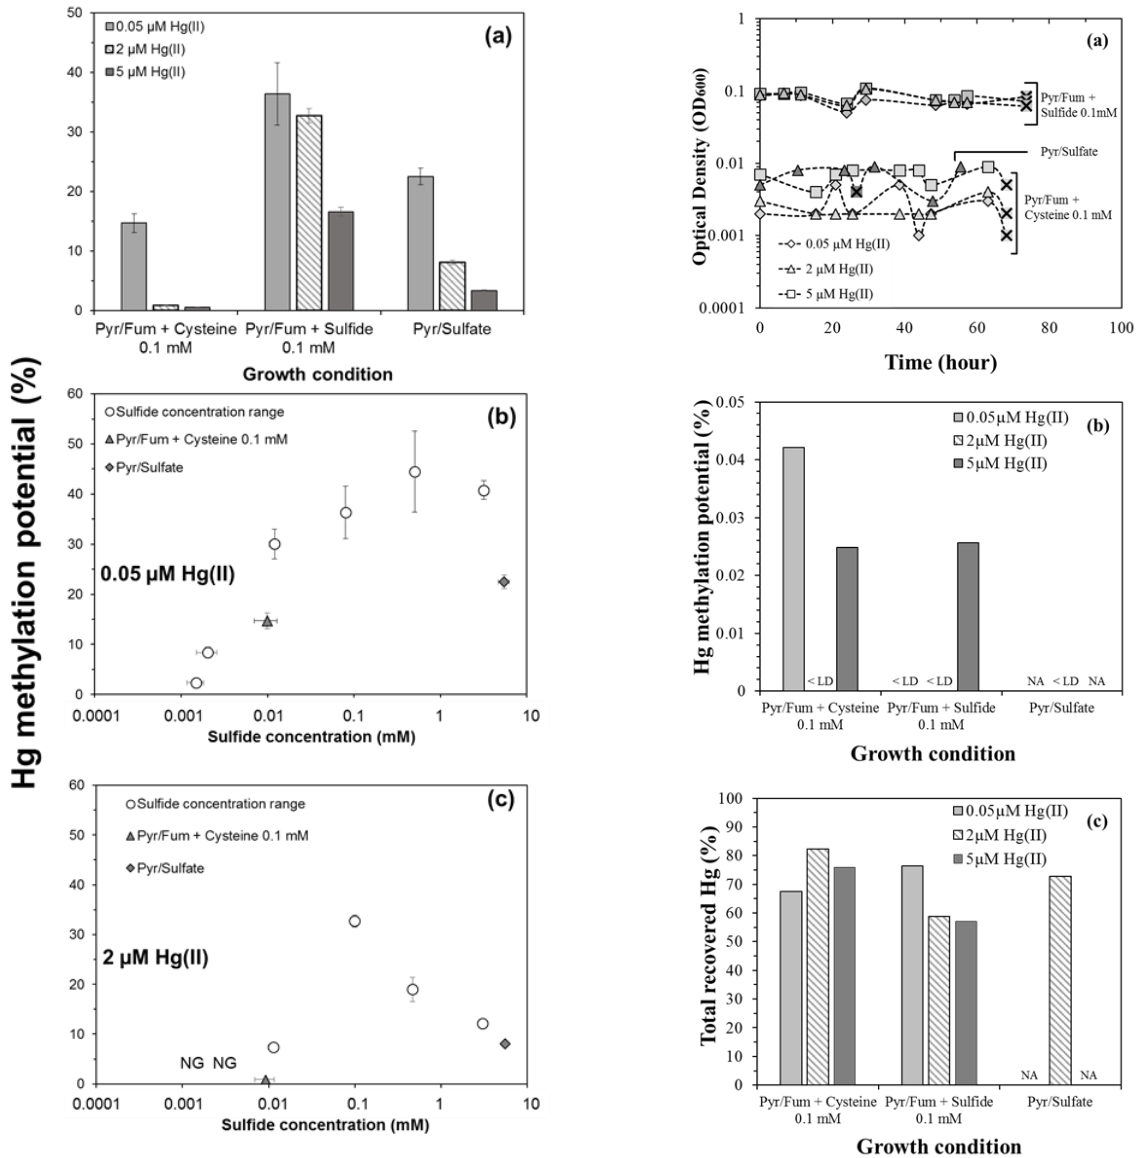 Hg methylation potential (%)
50
40
30
20
10
0
0.05 µM Hg(II)
2 µM Hg(II)
5 µM Hg(II)
(a)
Pyr/Fum + Cysteine
0.1 mM
Pyr/Fum + Sulfide
0.1 mM
Pyr/Sulfate
Growth condition
60
50
40
30
20
10
0
Sulfide concentration range
Pyr/Fum + Cysteine 0.1 mM
Pyr/Sulfate
(b)
0.05 µM Hg(II)
0.0001 0.001 0.01 0.1 1 10
Sulfide concentration (mM)
60
50
40
30
20
10
0
Sulfide concentration range
Pyr/Fum + Cysteine 0.1 mM
Pyr/Sulfate
(c)
2 µM Hg(II)
NG NG
0.0001 0.001 0.01 0.1 1 10
Sulfide concentration (mM)
Optical Density (OD600)
1
0.1
0.01
0.001
0.0001
(a)
Pyr/Fum +
Sulfide 0.1mM
Pyr/Sulfate
Pyr/Fum +
Cysteine 0.1 mM
0.05 µM Hg(II)
2 µM Hg(II)
5 µM Hg(II)
0 20 40 60 80 100
Time (hour)
Hg methylation potential (%)
0.05
0.04
0.03
0.02
0.01
0
0.05µM Hg(II)
2µM Hg(II)
5µM Hg(II)
(b)
< LD < LD < LD NA < LD NA
Pyr/Fum + Cysteine
0.1 mM
Pyr/Fum + Sulfide
0.1 mM
Pyr/Sulfate
Growth condition
Total recovered Hg (%)
100
90
80
70
60
50
40
30
20
10
0
0.05µM Hg(II)
2µM Hg(II)
5µM Hg(II)
(c)
NA NA
Pyr/Fum + Cysteine
0.1 mM
Pyr/Fum + Sulfide
0.1 mM
Pyr/Sulfate
Growth condition